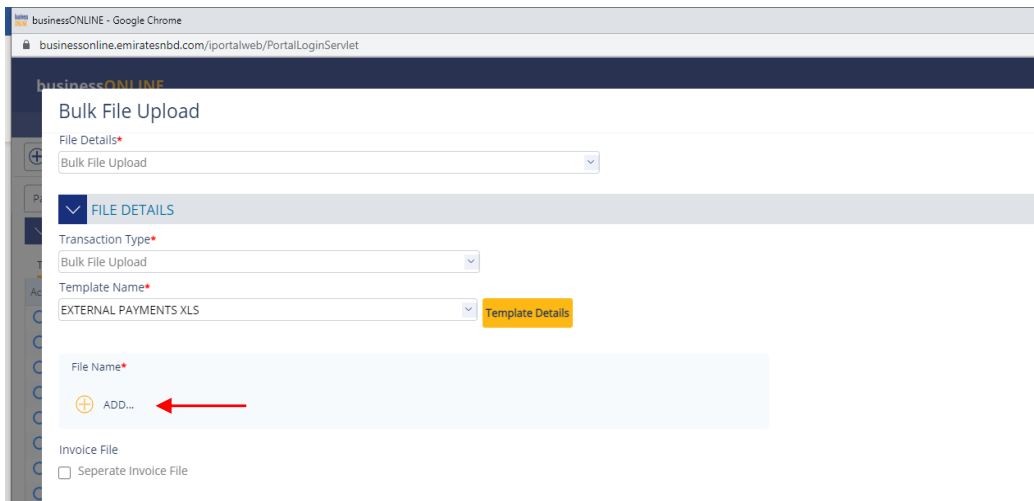 businessONLINE - Google Chrome
businessonline.emiratesnbd.com/iportalweb/PortalLoginServlet
businessONLINE
Bulk File Upload
File Details*
Bulk File Upload
FILE DETAILS
Transaction Type*
Bulk File Upload
Template Name*
EXTERNAL PAYMENTS XLS
Template Details
File Name*
ADD...
Invoice File
Seperate Invoice File